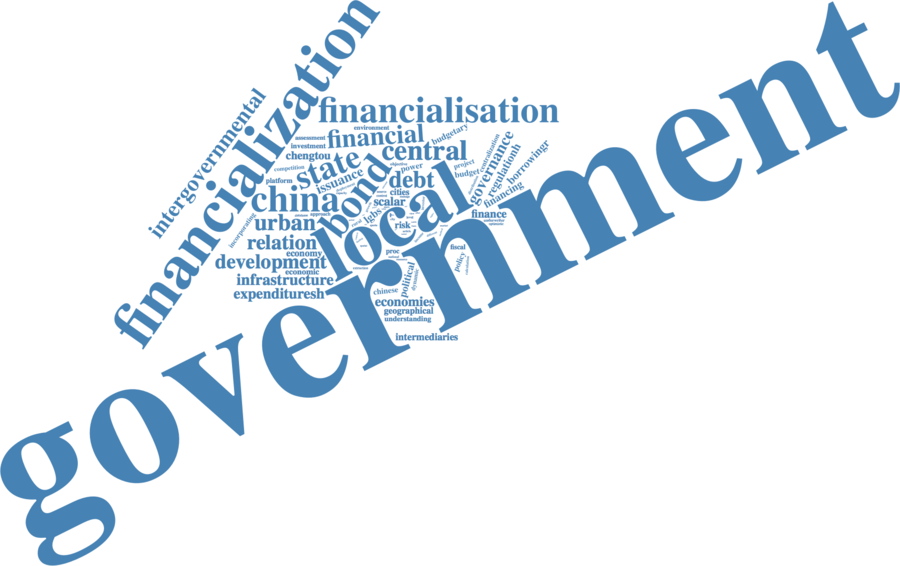 government
financialization
intergovernmental
financialisation
environment
assessment
financial
budgetary
investment
chengtou
central
state
competition
power
project
budget
centralization
governance
regulationh
borrowingr
financing
platform
issuance
debt
cities
china
bond
scalar
lgbs
local
finance
incorporating
approach
urban
risk
relation
economy
development
economic
infrastructure
expendituresh
proc
fiscal
policy
political
dynamic
chinese
economies
geographical
understanding
intermediaries